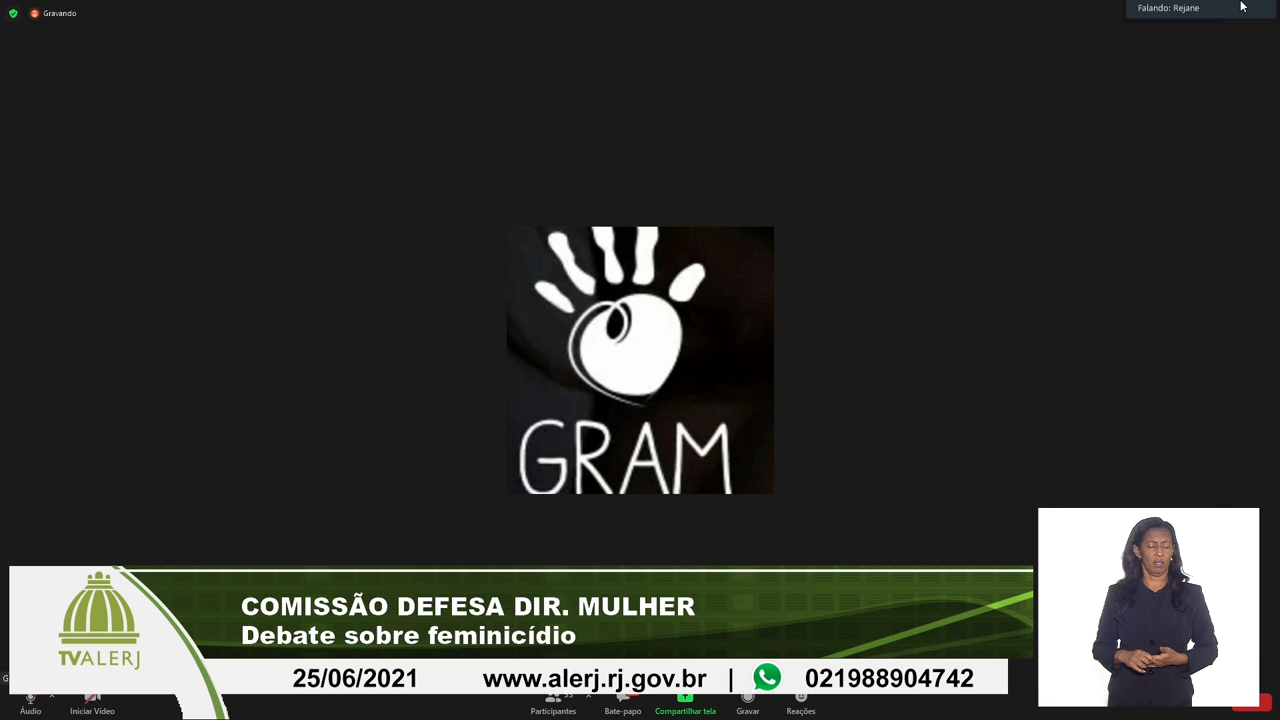 Gravando
Falando: Rejane
GRAM
COMISSÃO DEFESA DIR. MULHER
Debate sobre feminicídio
TVALERJ
25/06/2021
www.alerj.rj.gov.br | 021988904742
Áudio
Iniciar Vídeo
Participantes
Bate-papo
Compartilhar tela
Gravar
Reações